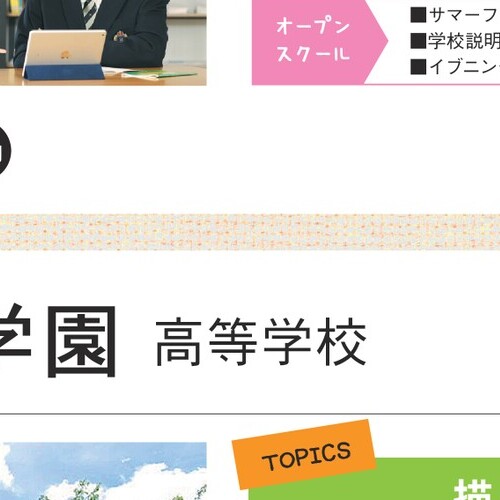 オープン
スクール
■サマーフ
■学校説明
■イブニン
学園 高等学校
TOPICS
描